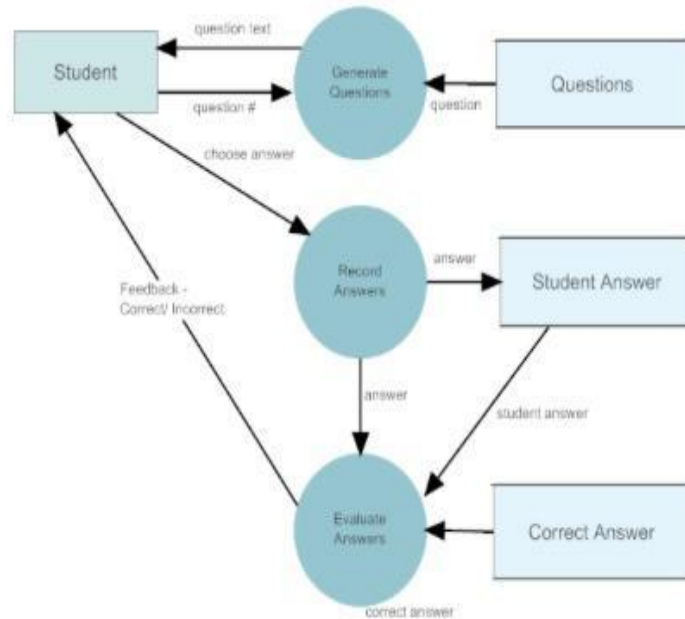 question text
Student
Generate
Questions
Questions
question #
question
choose answer
Record
Answers
answer
Student Answer
Feedback -
Correct/ Incorrect
answer
student answer
Evaluate
Answers
Correct Answer
correct answer